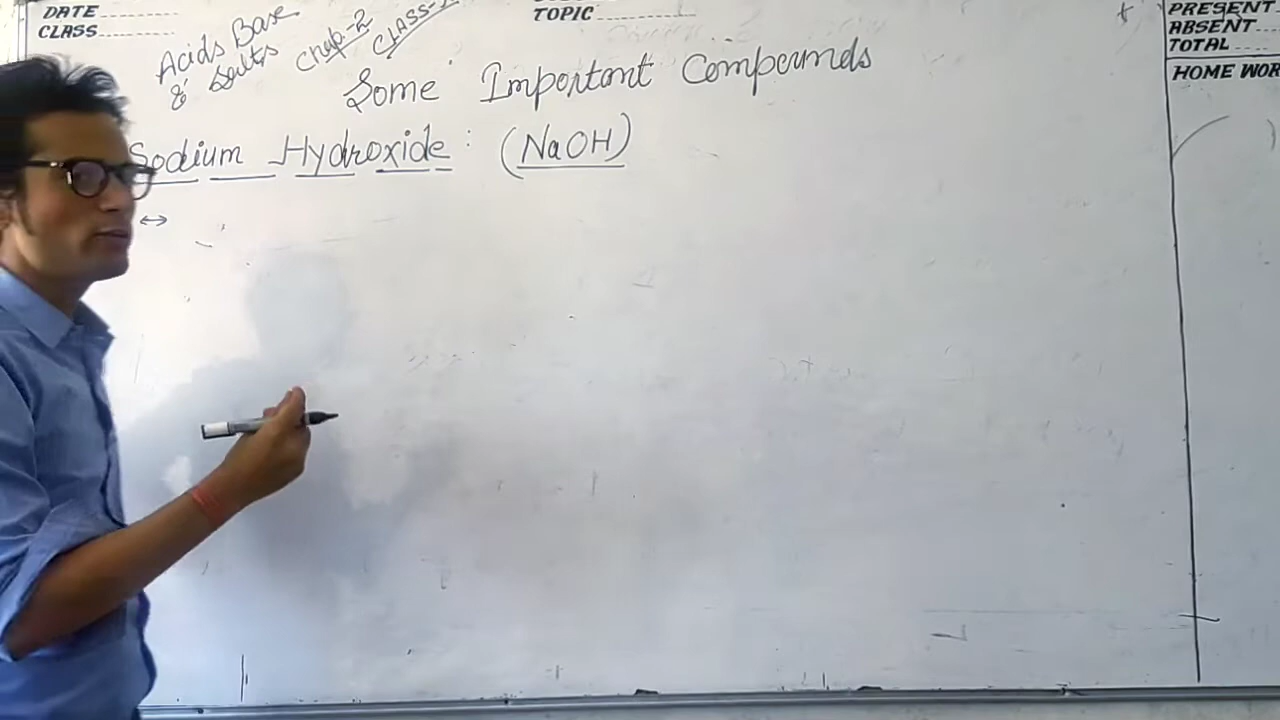 DATE
CLASS
TOPIC
PRESENT
ABSENT
TOTAL
HOME WOR
Acids Base
& Salts
Chap-2
CLASS-
Some Important Compounds
Sodium Hydroxide : (NaOH)
↔